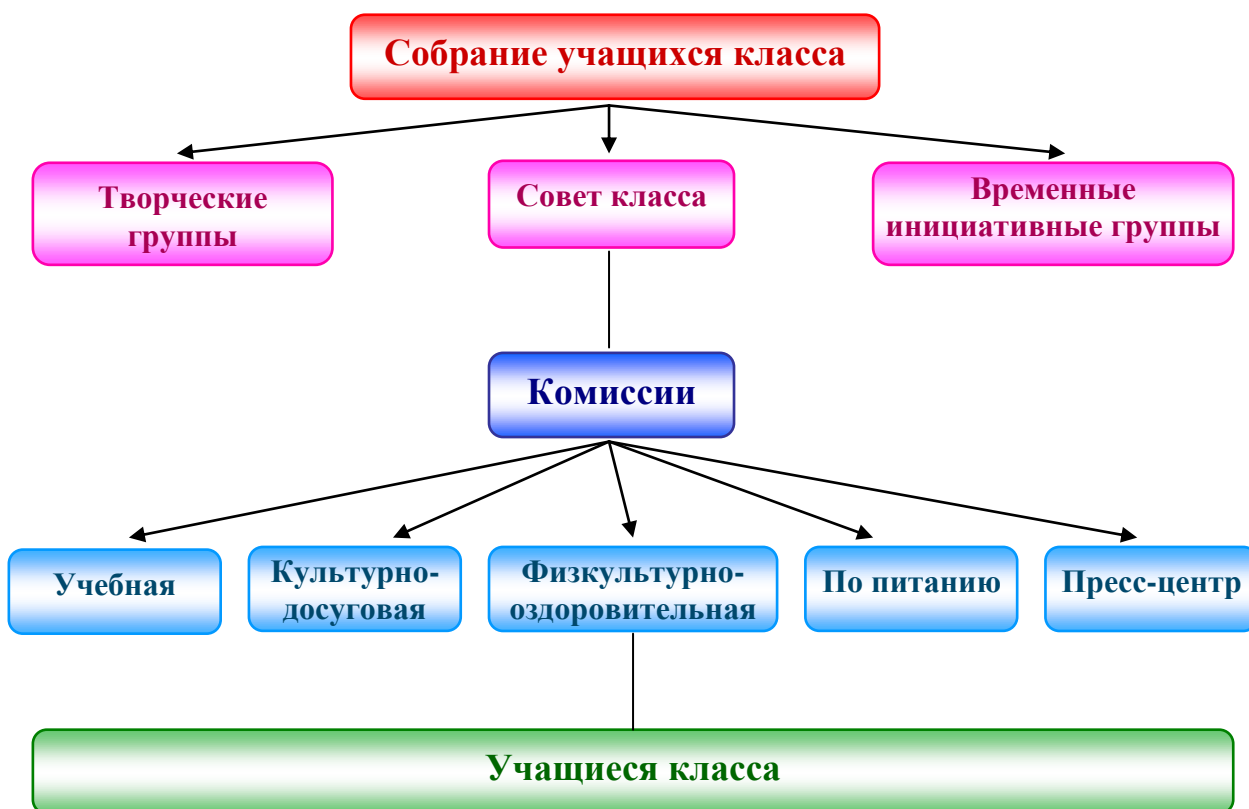 Собрание учащихся класса
Творческие
группы
Совет класса
Временные
инициативные группы
Комиссии
Учебная
Культурно-
досуговая
Физкультурно-
оздоровительная
По питанию
Пресс-центр
Учащиеся класса